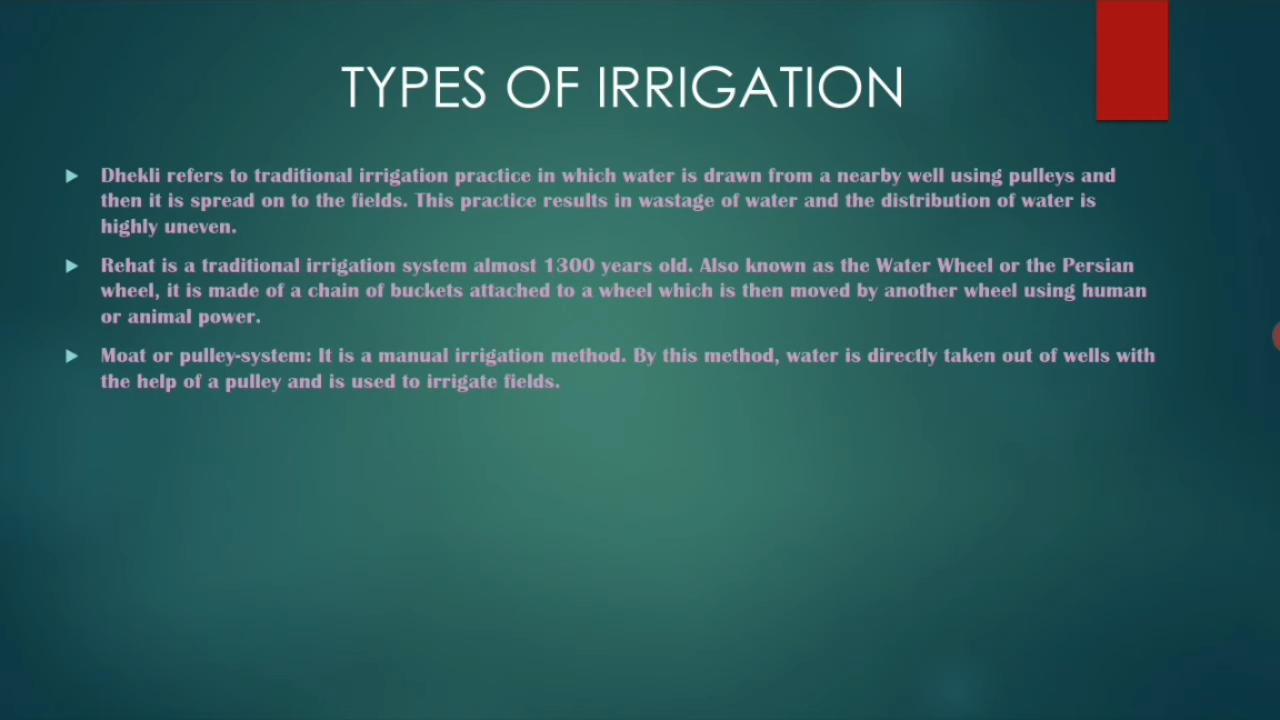 TYPES OF IRRIGATION
Dhekli refers to traditional irrigation practice in which water is drawn from a nearby well using pulleys and
then it is spread on to the fields. This practice results in wastage of water and the distribution of water is
highly uneven.
Rehat is a traditional irrigation system almost 1300 years old. Also known as the Water Wheel or the Persian
wheel, it is made of a chain of buckets attached to a wheel which is then moved by another wheel using human
or animal power.
Moat or pulley-system: It is a manual irrigation method. By this method, water is directly taken out of wells with
the help of a pulley and is used to irrigate fields.